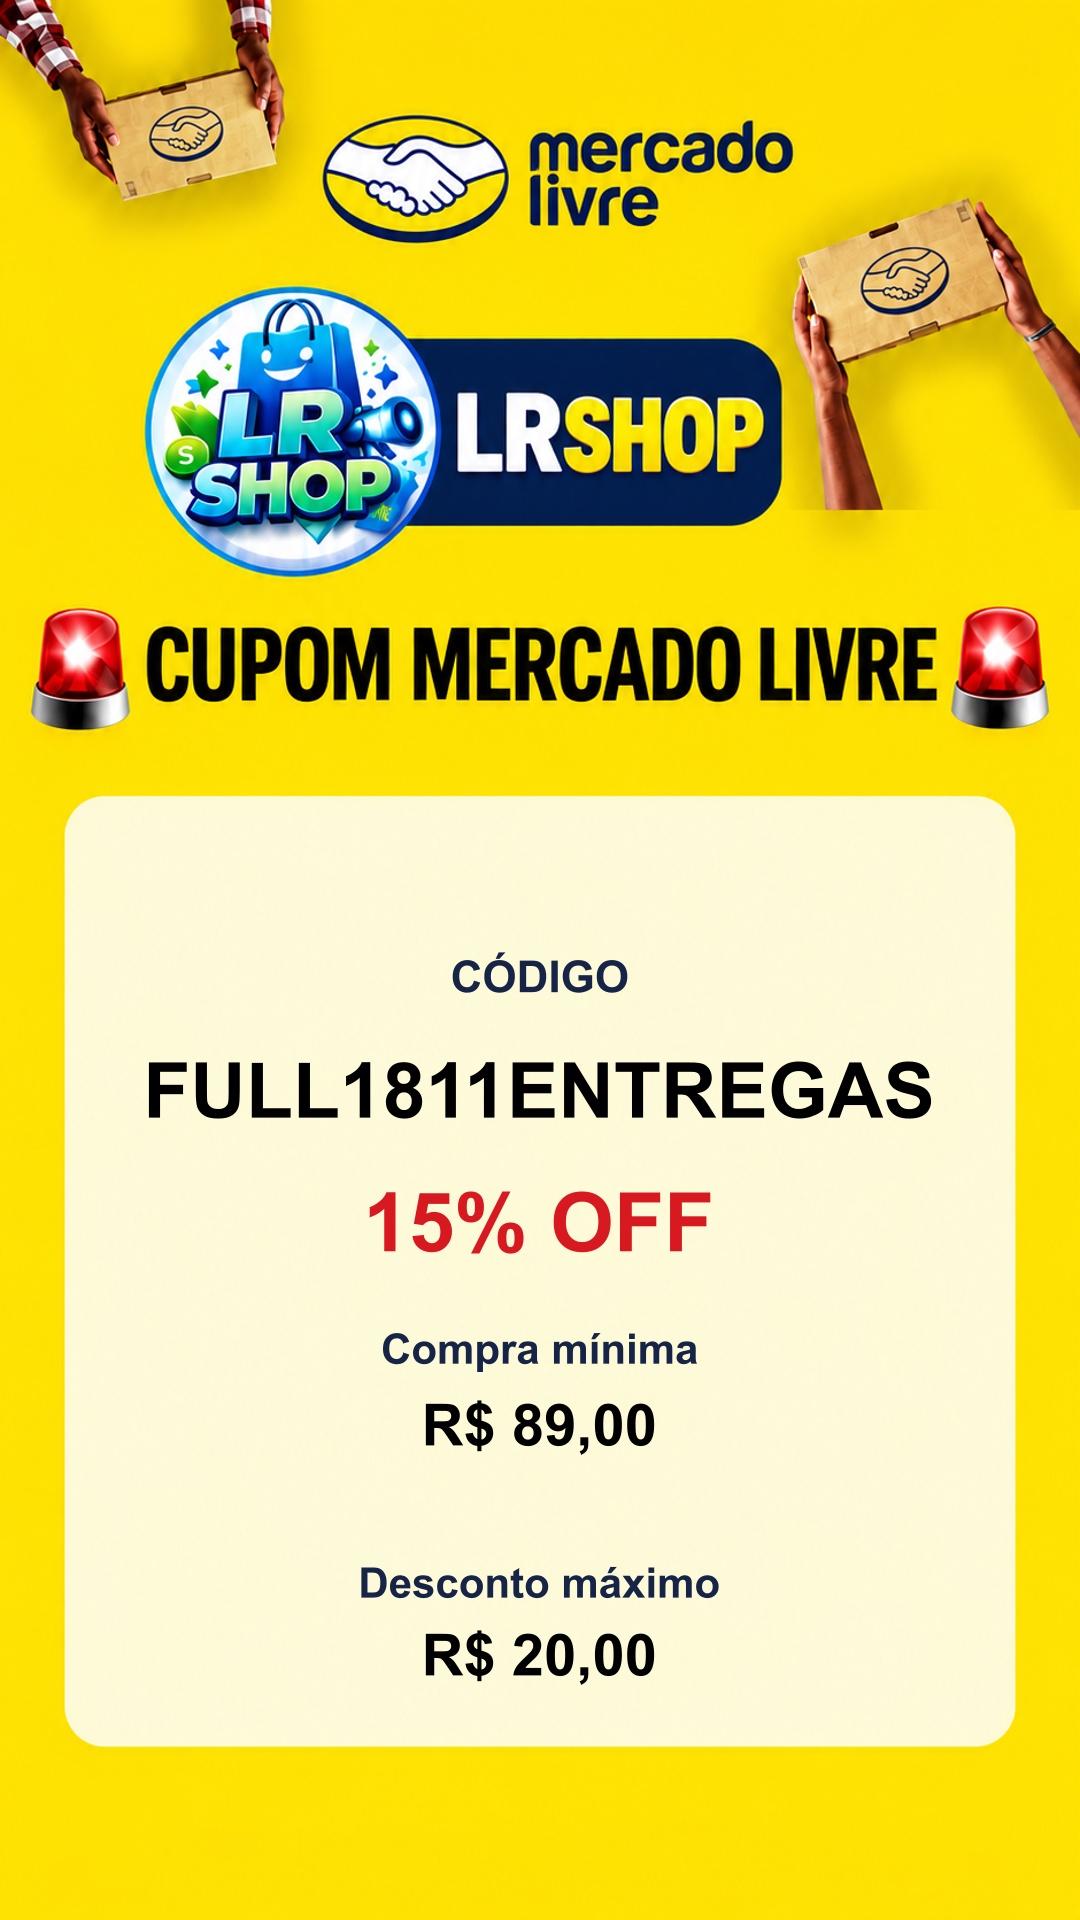 mercado
livre
LR
SHOP
S
LRSHOP
CUPOM MERCADO LIVRE
CÓDIGO
FULL1811ENTREGAS
15% OFF
Compra mínima
R$ 89,00
Desconto máximo
R$ 20,00